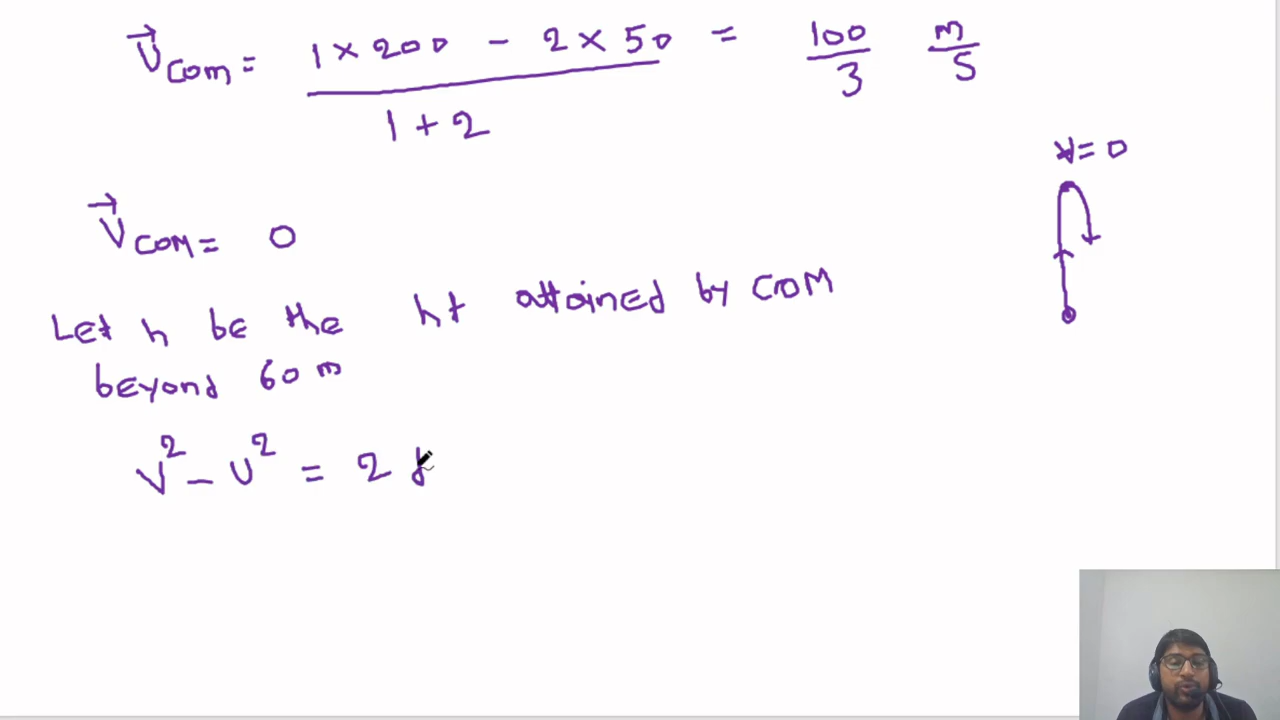 V⃗com = 1 × 200 - 2 × 50 / 1 + 2 = 100/3 m/s
V = 0
V⃗com = 0
Let h be the ht attained by COM
beyond 60 m
V² - U² = 2